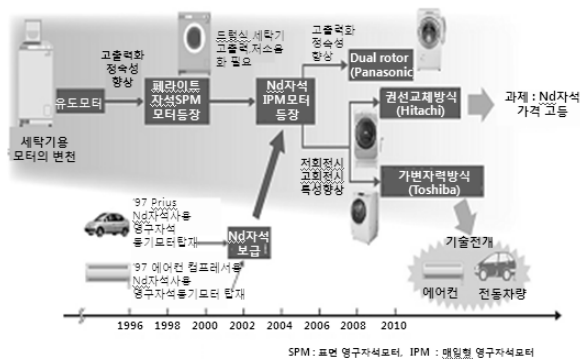 드럼식 세탁기
고출력,저소음
화 필요
고출력화
정숙성
향상
고출력화
정숙성
향상
Dual rotor
(Panasonic
유도모터
페라이트
자석SPM
모터등장
Nd자석
IPM모터
등장
권선교체방식
(Hitachi)
과제 : Nd자석
가격 고등
세탁기용
모터의 변천
저회전시
고회전시
특성향상
가변자력방식
(Toshiba)
'97 Prius
Nd자석사용
영구자석
동기모터탑재
Nd자석
보급
기술전개
'97 에어컨 컴프레서용
Nd자석사용
영구자석동기모터 탑재
에어컨
전동차량
1996 1998 2000 2002 2004 2006 2008 2010
SPM : 표면 영구자석모터, IPM : 매입형 영구자석모터